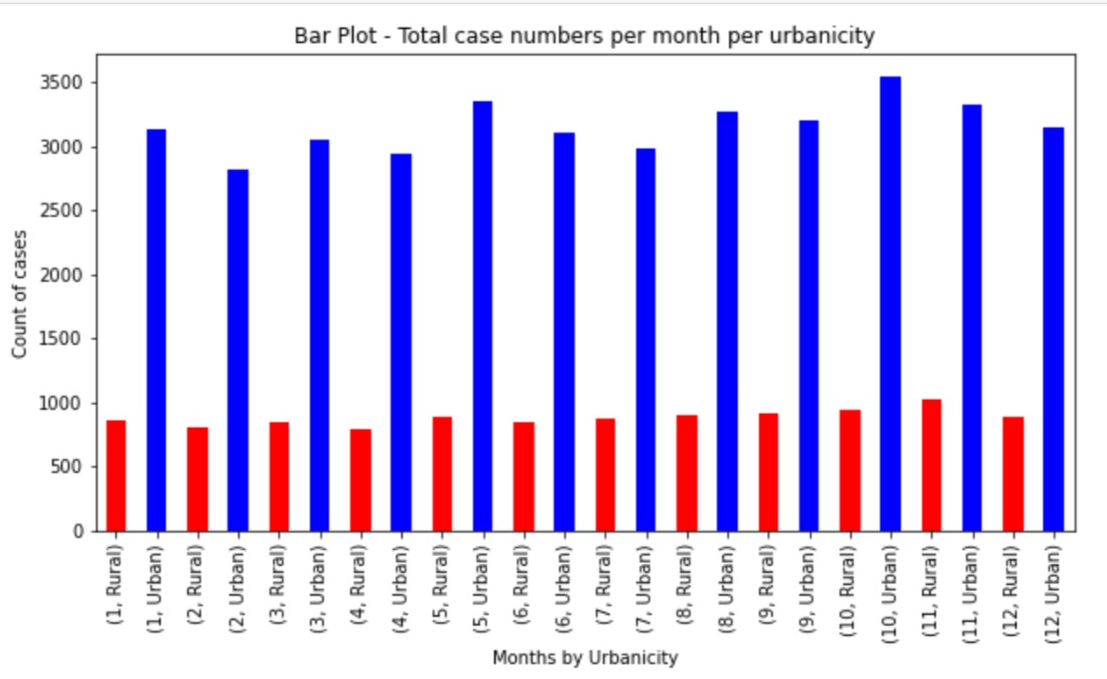 Bar Plot - Total case numbers per month per urbanicity
Count of cases
3500
3000
2500
2000
1500
1000
500
0
(1, Rural)
(1, Urban)
(2, Rural)
(2, Urban)
(3, Rural)
(3, Urban)
(4, Rural)
(4, Urban)
(5, Rural)
(5, Urban)
(6, Rural)
(6, Urban)
(7, Rural)
(7, Urban)
(8, Rural)
(8, Urban)
(9, Rural)
(9, Urban)
(10, Rural)
(10, Urban)
(11, Rural)
(11, Urban)
(12, Rural)
(12, Urban)
Months by Urbanicity